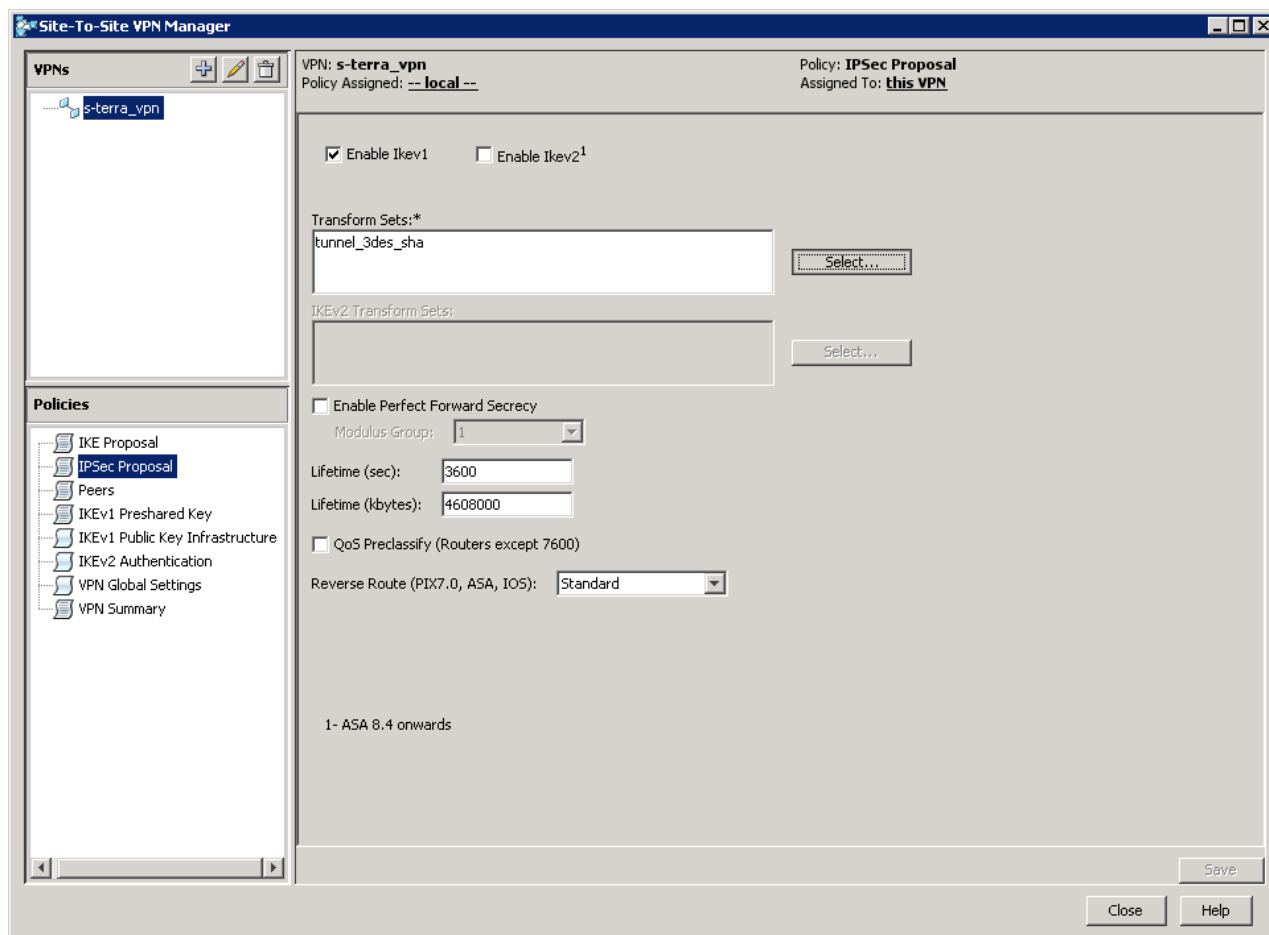 Site-To-Site VPN Manager
VPNs
s-terra_vpn
VPN: s-terra_vpn
Policy Assigned: -- local --
Policy: IPSec Proposal
Assigned To: this VPN
Enable Ikev1
Enable Ikev2¹
Transform Sets:*
tunnel_3des_sha
Select...
IKEv2 Transform Sets:
Select...
Policies
IKE Proposal
IPSec Proposal
Peers
IKEv1 Preshared Key
IKEv1 Public Key Infrastructure
IKEv2 Authentication
VPN Global Settings
VPN Summary
Enable Perfect Forward Secrecy
Modulus Group: 1
Lifetime (sec): 3600
Lifetime (kbytes): 4608000
QoS Preclassify (Routers except 7600)
Reverse Route (PIX7.0, ASA, IOS): Standard
1- ASA 8.4 onwards
Save
Close
Help